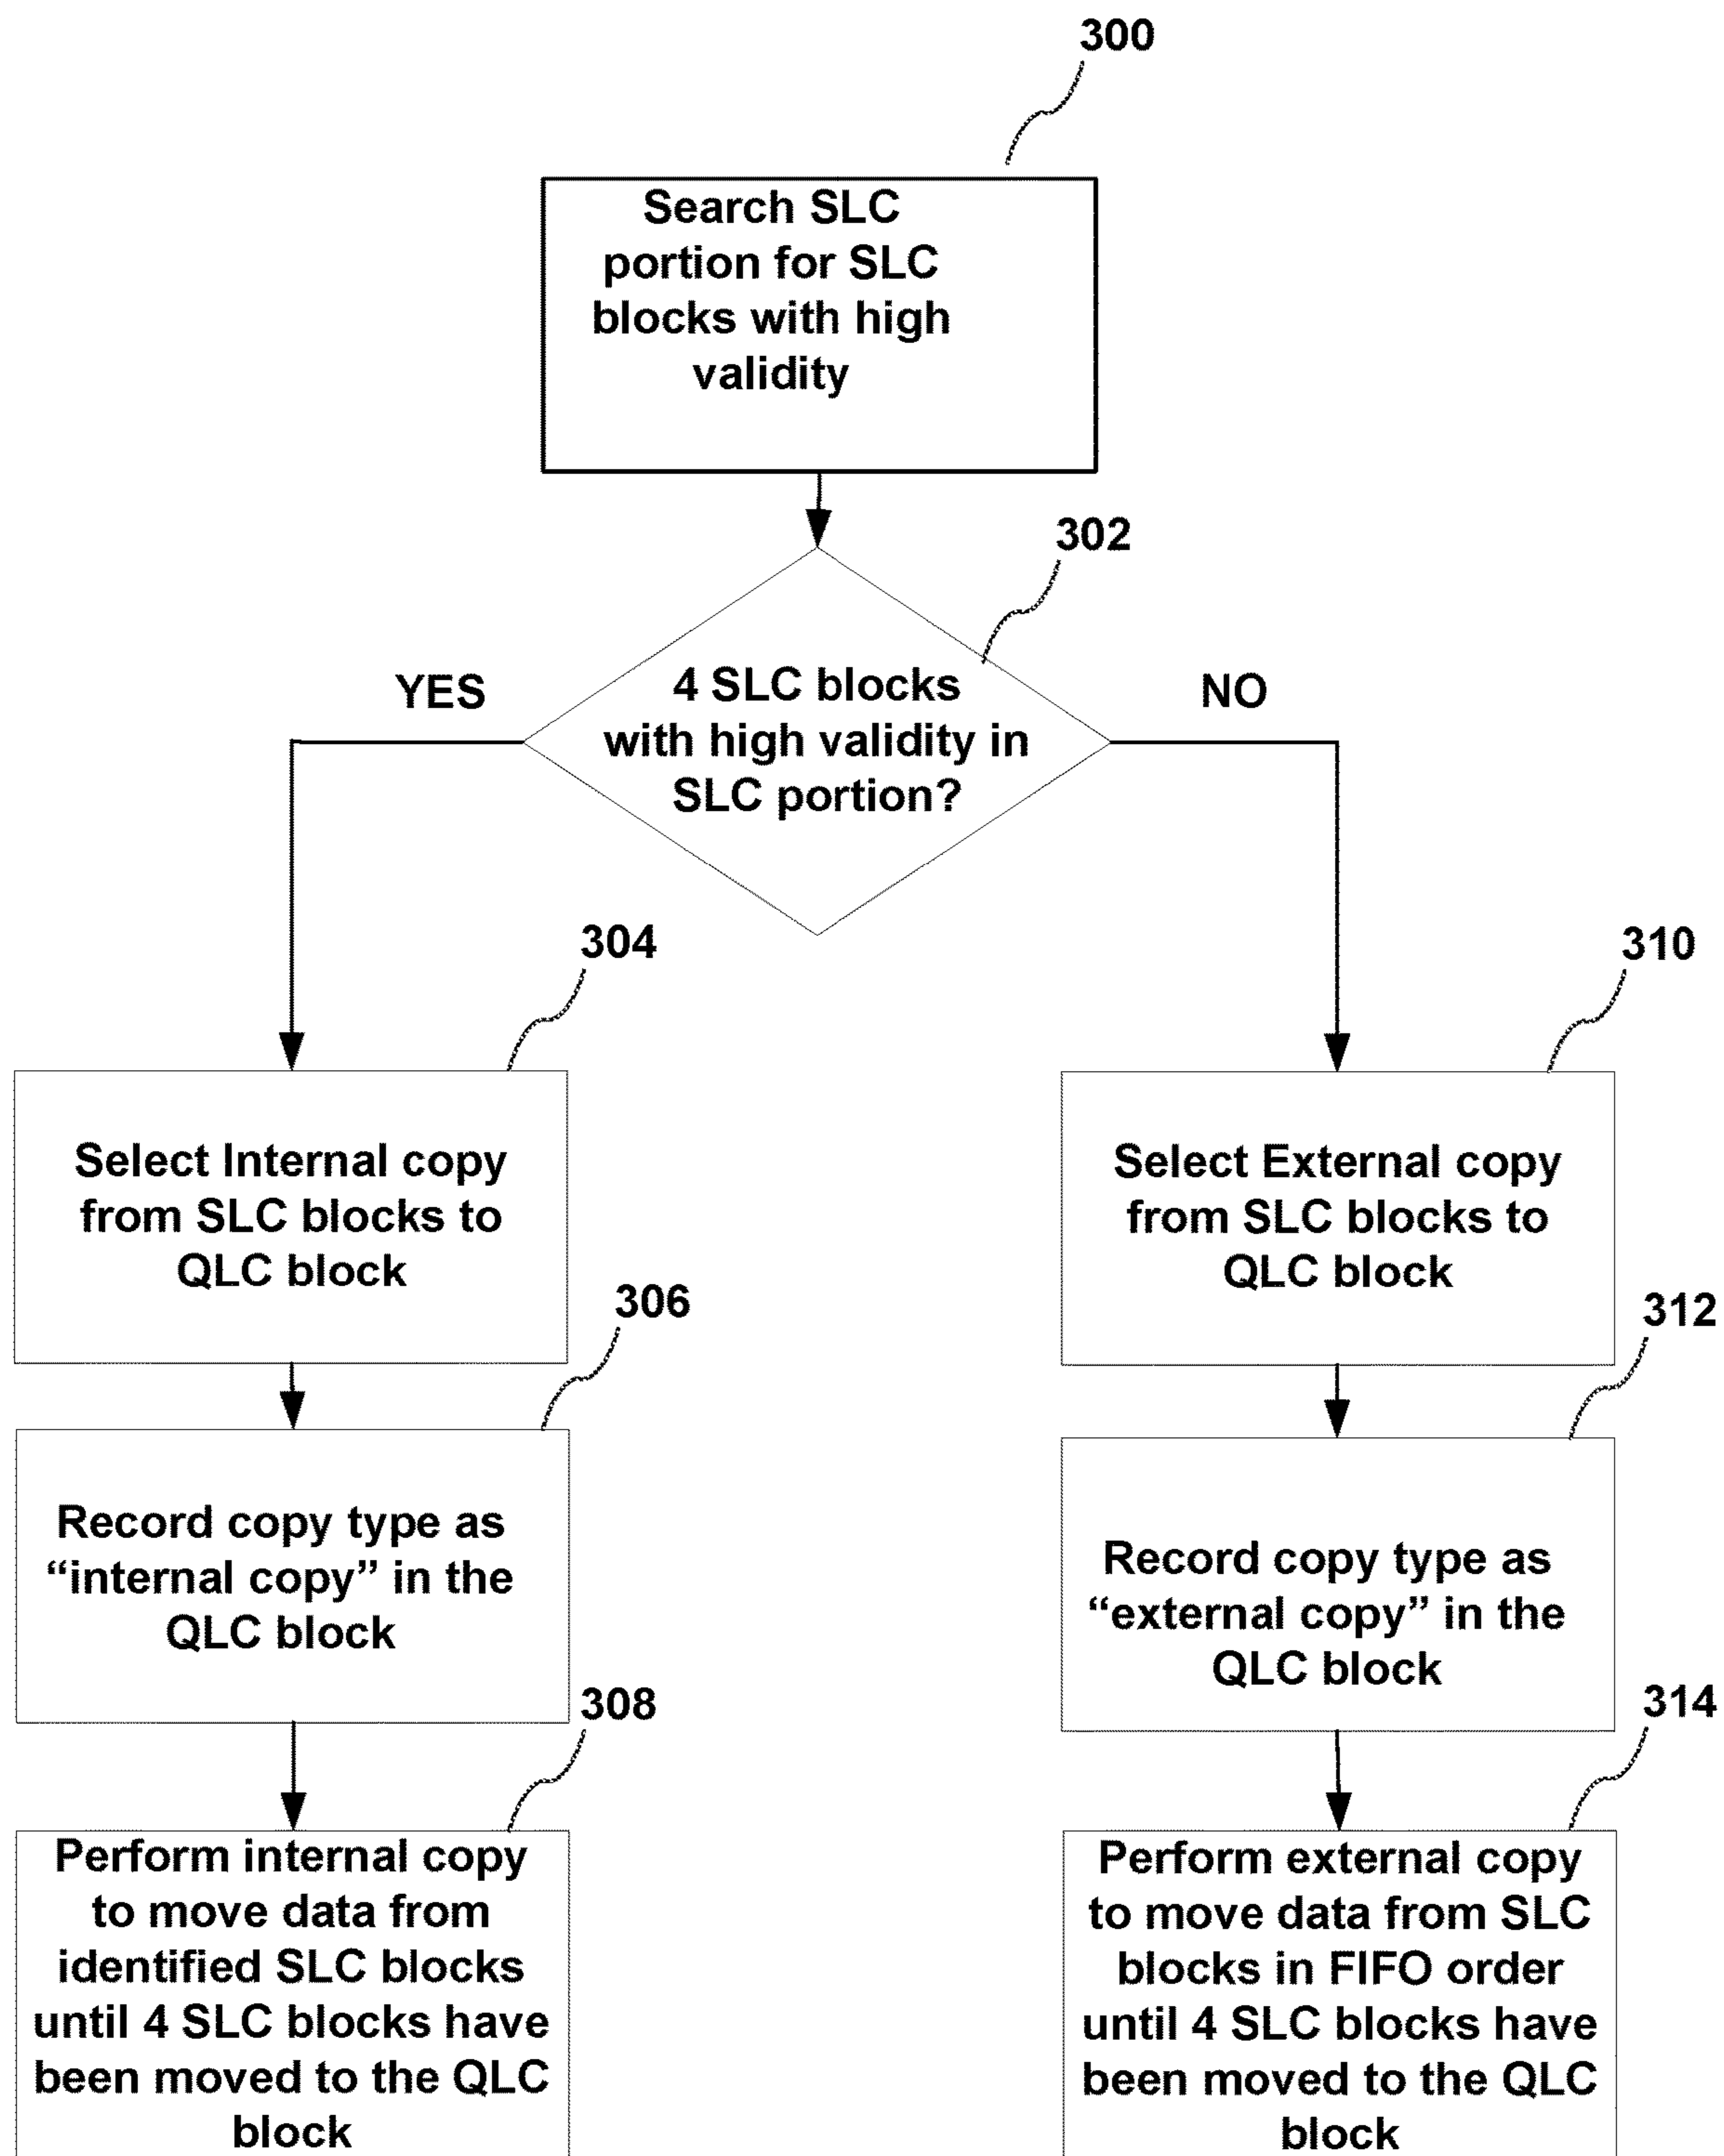 300
Search SLC
portion for SLC
blocks with high
validity
302
4 SLC blocks
with high validity in
SLC portion?
YES
NO
304
Select Internal copy
from SLC blocks to
QLC block
306
Record copy type as
“internal copy” in the
QLC block
308
Perform internal copy
to move data from
identified SLC blocks
until 4 SLC blocks have
been moved to the QLC
block
310
Select External copy
from SLC blocks to
QLC block
312
Record copy type as
“external copy” in the
QLC block
314
Perform external copy
to move data from SLC
blocks in FIFO order
until 4 SLC blocks have
been moved to the QLC
block